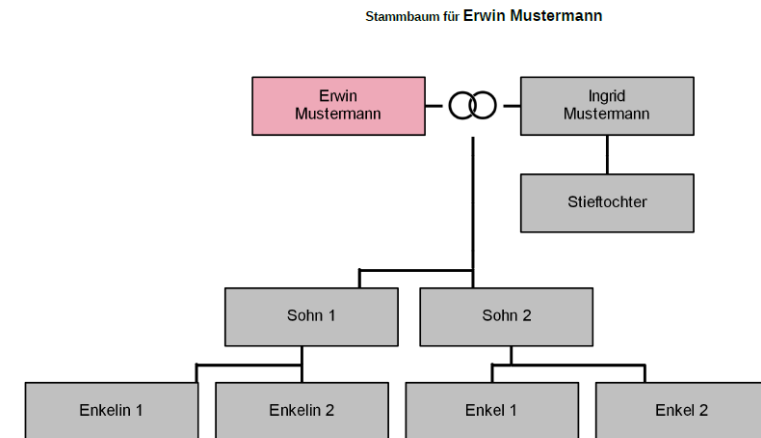 Stammbaum für Erwin Mustermann
Erwin
Mustermann
Ingrid
Mustermann
Stieftochter
Sohn 1
Sohn 2
Enkelin 1
Enkelin 2
Enkel 1
Enkel 2